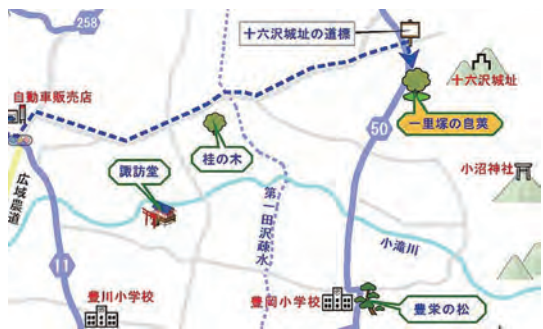 258
十六沢城址の道標
十六沢城址
自動車販売店
一里塚の皀莢
50
桂の木
小沼神社
諏訪堂
広域農道
第一田沢疎水
小滝川
11
豊川小学校
豊岡小学校
豊栄の松